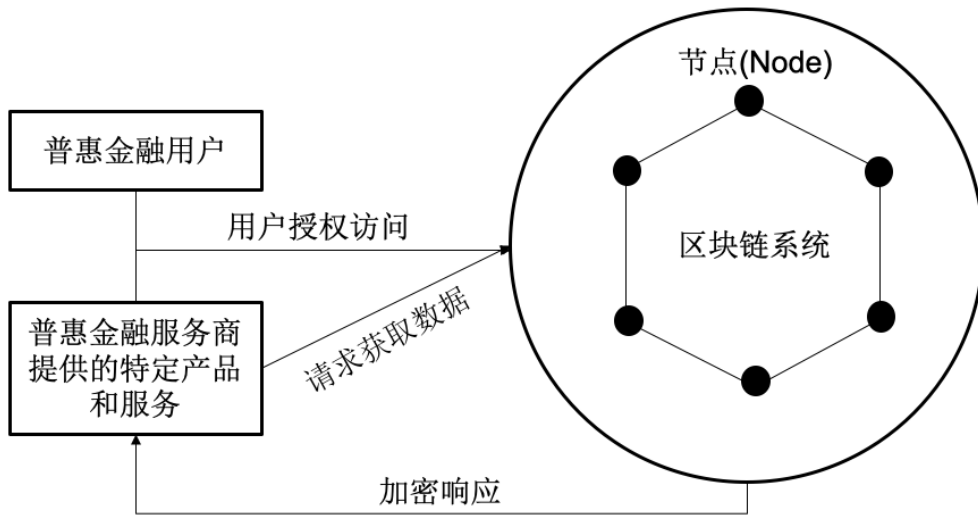 节点(Node)
普惠金融用户
用户授权访问
区块链系统
普惠金融服务商
提供的特定产品
和服务
请求获取数据
加密响应